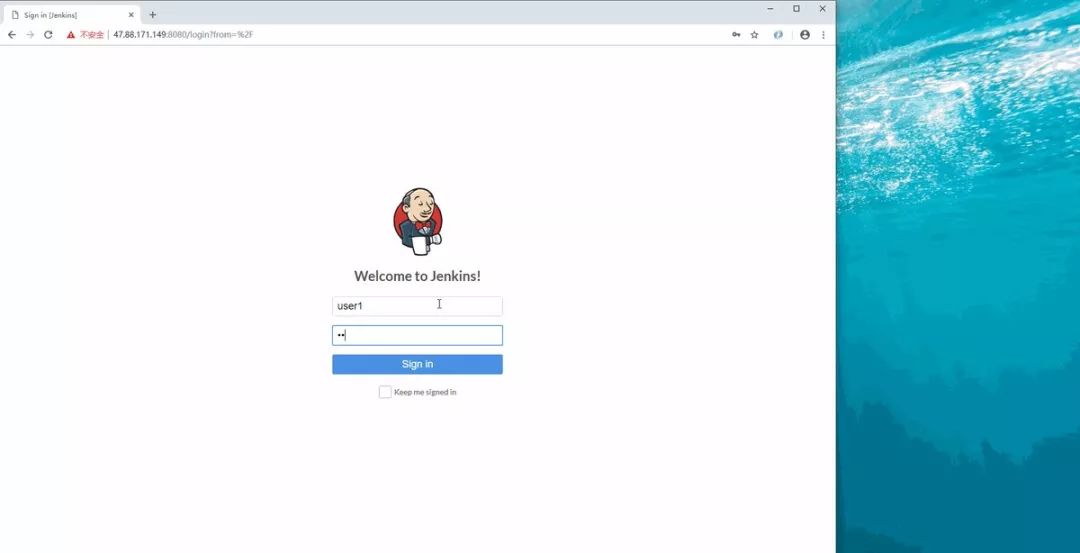 Sign in [Jenkins]
不安全 | 47.88.171.149:8080/login?from=%2F
Welcome to Jenkins!
user1
••
Sign in
Keep me signed in